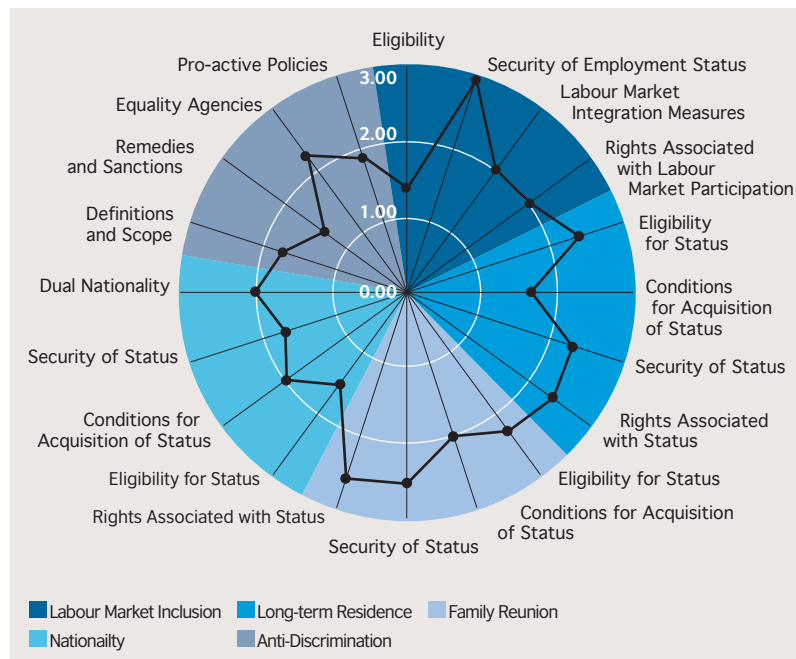 Eligibility
Security of Employment Status
Labour Market
Integration Measures
Rights Associated
with Labour
Market Participation
Eligibility
for Status
Conditions
for Acquisition
of Status
Security of Status
Rights Associated
with Status
Eligibility for Status
Conditions for Acquisition
of Status
Security of Status
Rights Associated with Status
Eligibility for Status
Conditions for
Acquisition of Status
Security of Status
Dual Nationality
Definitions
and Scope
Remedies
and Sanctions
Equality Agencies
Pro-active Policies
3.00
2.00
1.00
0.00
Labour Market Inclusion
Long-term Residence
Family Reunion
Nationailty
Anti-Discrimination